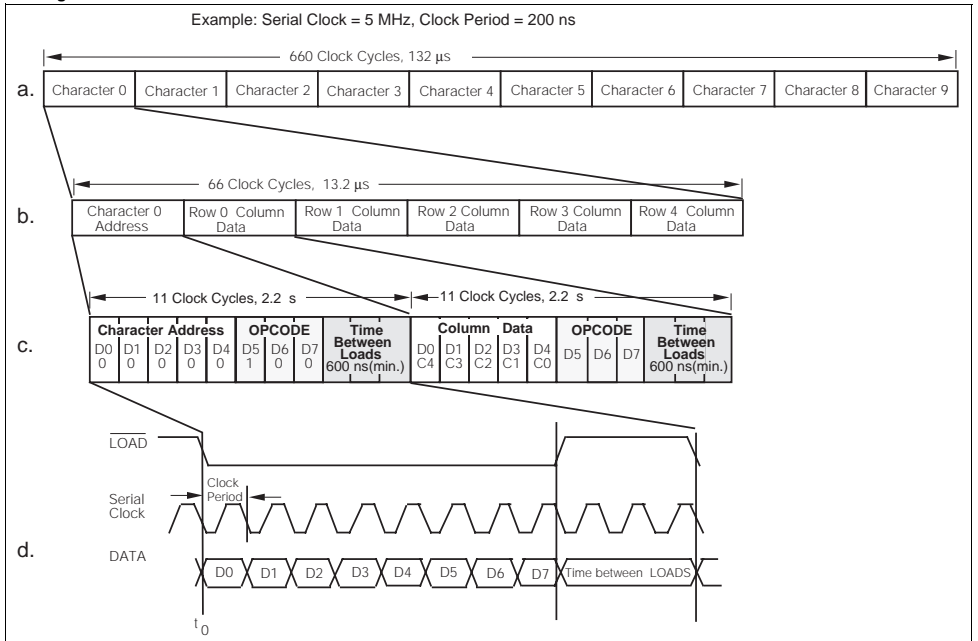 Example: Serial Clock = 5 MHz, Clock Period = 200 ns
660 Clock Cycles, 132 μs
a. Character 0 Character 1 Character 2 Character 3 Character 4 Character 5 Character 6 Character 7 Character 8 Character 9
66 Clock Cycles, 13.2 μs
b. Character 0 Address Row 0 Column Data Row 1 Column Data Row 2 Column Data Row 3 Column Data Row 4 Column Data
11 Clock Cycles, 2.2 s 11 Clock Cycles, 2.2 s
c.
Character Address OPCODE Time Between Loads 600 ns(min.) Column Data OPCODE Time Between Loads 600 ns(min.)
D0 D1 D2 D3 D4 D5 D6 D7 D0 D1 D2 D3 D4 D5 D6 D7
0 0 0 0 0 1 0 0 C4 C3 C2 C1 C0
LOAD
Clock Period
Serial Clock
d.
DATA D0 D1 D2 D3 D4 D5 D6 D7 Time between LOADS
t0